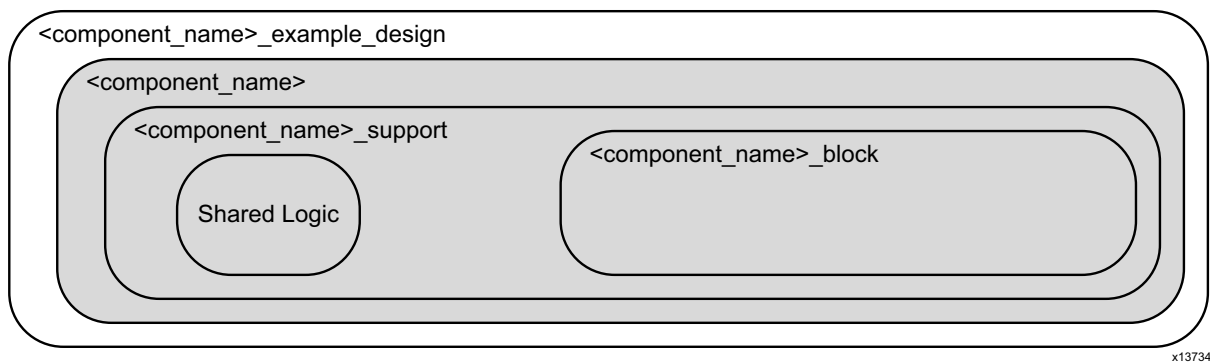 <component_name>_example_design
<component_name>
<component_name>_support
<component_name>_block
Shared Logic
x13734